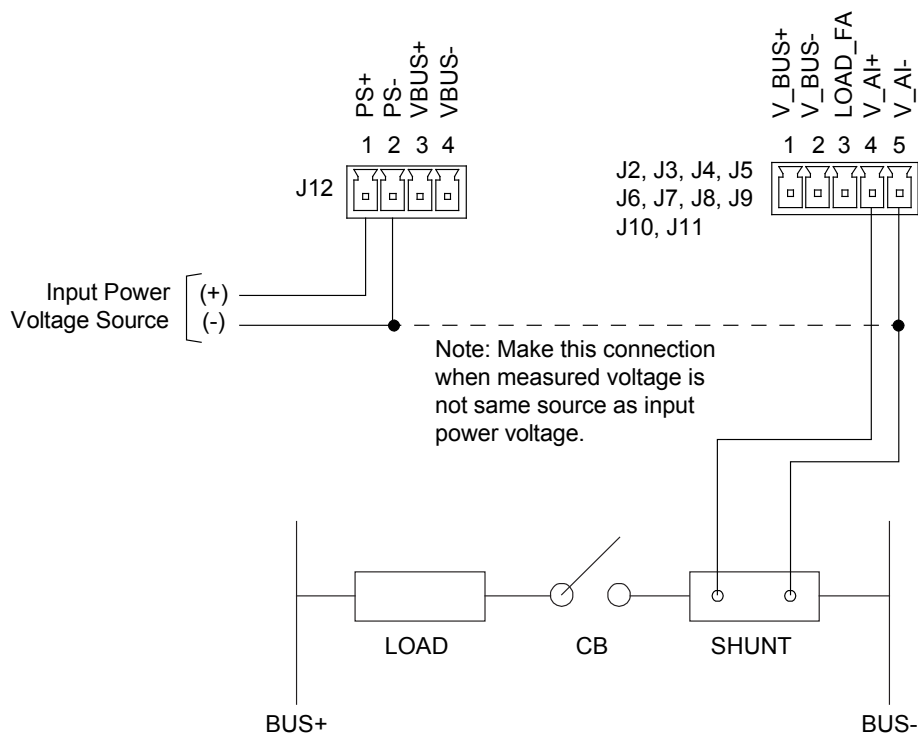 PS+
PS-
VBUS+
VBUS-
1 2 3 4
J12
V_BUS+
V_BUS-
LOAD_FA
V_AI+
V_AI-
1 2 3 4 5
J2, J3, J4, J5
J6, J7, J8, J9
J10, J11
Input Power (+)
Voltage Source (-)
Note: Make this connection
when measured voltage is
not same source as input
power voltage.
LOAD
CB
SHUNT
BUS+
BUS-